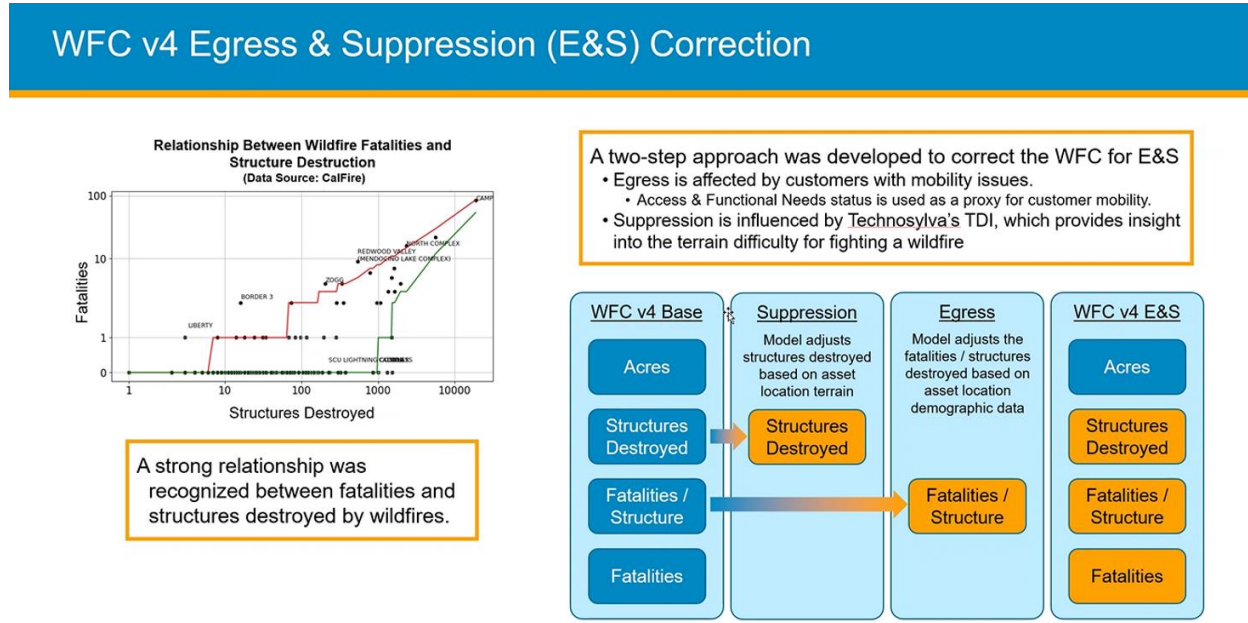 WFC v4 Egress & Suppression (E&S) Correction
Relationship Between Wildfire Fatalities and
Structure Destruction
(Data Source: CalFire)
Fatalities
100
10
1
0
CAMP
NORTH COMPLEX
REDWOOD VALLEY
(MENDOCINO LAKE COMPLEX)
ZOGG
BORDER 3
LIBERTY
SCU LIGHTNING
1
10
100
1000
10000
Structures Destroyed
A strong relationship was
recognized between fatalities and
structures destroyed by wildfires.
A two-step approach was developed to correct the WFC for E&S
• Egress is affected by customers with mobility issues.
• Access & Functional Needs status is used as a proxy for customer mobility.
• Suppression is influenced by Technosylva's TDI, which provides insight
into the terrain difficulty for fighting a wildfire
WFC v4 Base
Acres
Structures
Destroyed
Fatalities /
Structure
Fatalities
Suppression
Model adjusts
structures destroyed
based on asset
location terrain
Structures
Destroyed
Egress
Model adjusts the
fatalities / structures
destroyed based on
asset location
demographic data
Fatalities /
Structure
WFC v4 E&S
Acres
Structures
Destroyed
Fatalities /
Structure
Fatalities